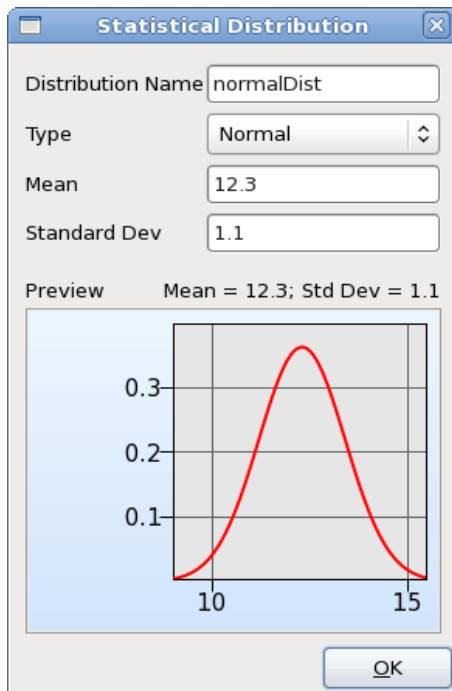 Statistical Distribution
Distribution Name normalDist
Type Normal
Mean 12.3
Standard Dev 1.1
Preview Mean = 12.3; Std Dev = 1.1
0.3
0.2
0.1
10 15
OK